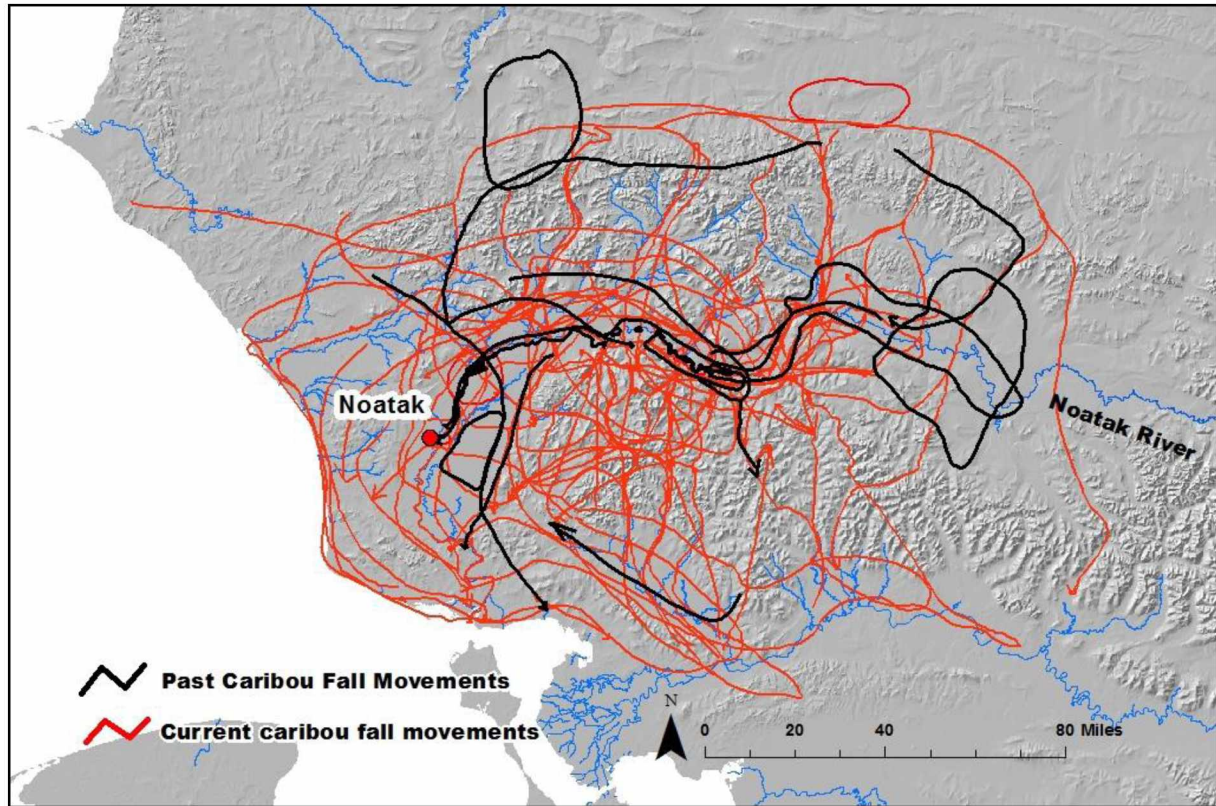 Noatak
Noatak River
Past Caribou Fall Movements
Current caribou fall movements
N
0 20 40 80 Miles